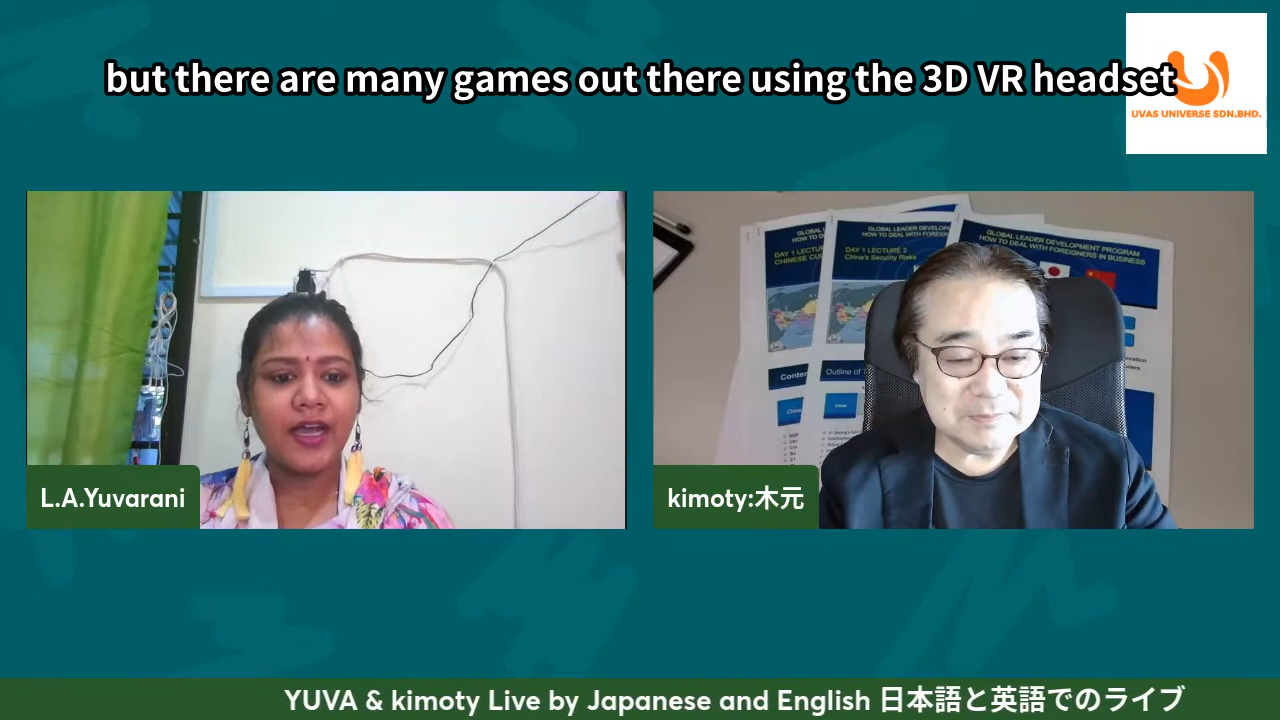 but there are many games out there using the 3D VR headset
UVAS UNIVERSE SDN.BHD.
GLOBAL LEADER DEVELOPMENT PROGRAM
HOW TO DEAL WITH FOREIGNERS IN BUSINESS
DAY 1 LECTURE 2
China's Security Risks
Outline of
L.A.Yuvarani
kimoty:木元
YUVA & kimoty Live by Japanese and English 日本語と英語でのライブ